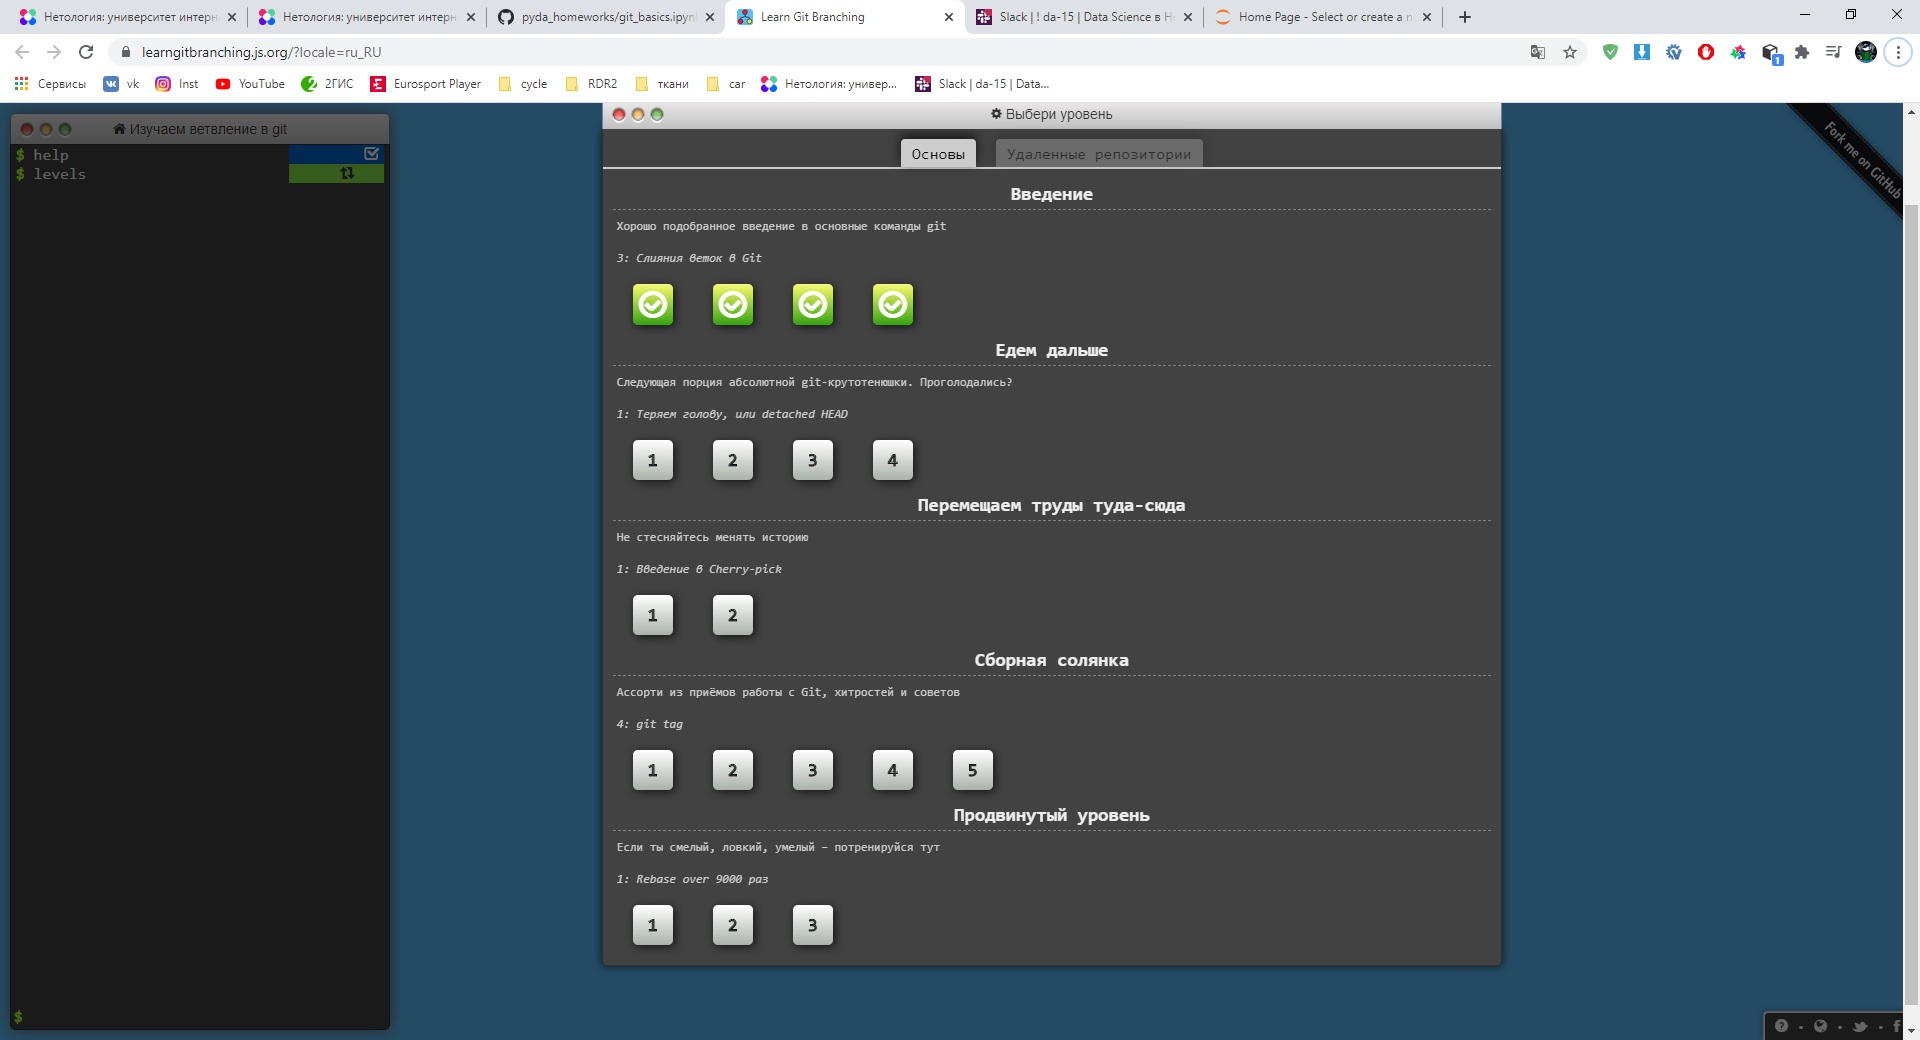 Нетология: университет интерн
Нетология: университет интерн
pyda_homeworks/git_basics.ipyn
Learn Git Branching
Slack | ! da-15 | Data Science в Н
Home Page - Select or create a n
learngitbranching.js.org/?locale=ru_RU
1
Сервисы
vk
Inst
YouTube
2ГИС
Eurosport Player
cycle
RDR2
ткани
car
Нетология: универ...
Slack | da-15 | Data...
Изучаем ветвление в git
$ help
$ levels
$
Выбери уровень
Основы
Удаленные репозитории
Введение
Хорошо подобранное введение в основные команды git
3: Слияния веток в Git
Едем дальше
Следующая порция абсолютной git-крутотенюшки. Проголодались?
1: Теряем голову, или detached HEAD
1 2 3 4
Перемещаем труды туда-сюда
Не стесняйтесь менять историю
1: Введение в Cherry-pick
1 2
Сборная солянка
Ассорти из приёмов работы с Git, хитростей и советов
4: git tag
1 2 3 4 5
Продвинутый уровень
Если ты смелый, ловкий, умелый – потренируйся тут
1: Rebase over 9000 раз
1 2 3
Fork me on GitHub